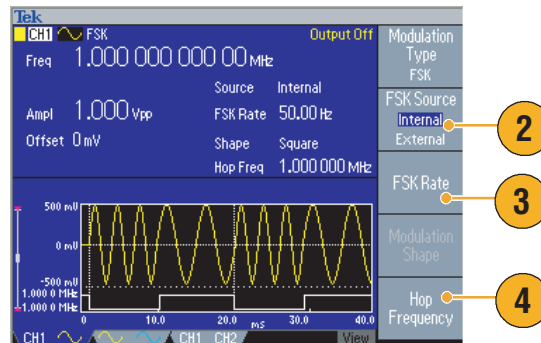 Tek
CH1 FSK Output Off
Freq 1.000 000 000 00 MHz
Source Internal
Ampl 1.000 Vpp FSK Rate 50.00 Hz
Offset 0 mV Shape Square
Hop Freq 1.000 000 MHz
500 mV
0 mV
-500 mV
1.000 0 MHz
1.000 0 MHz
0 10.0 20.0 ms 30.0 40.0
CH1 CH1 CH2 View
Modulation
Type
FSK
FSK Source
Internal
External
2
FSK Rate
3
Modulation
Shape
Hop
Frequency
4